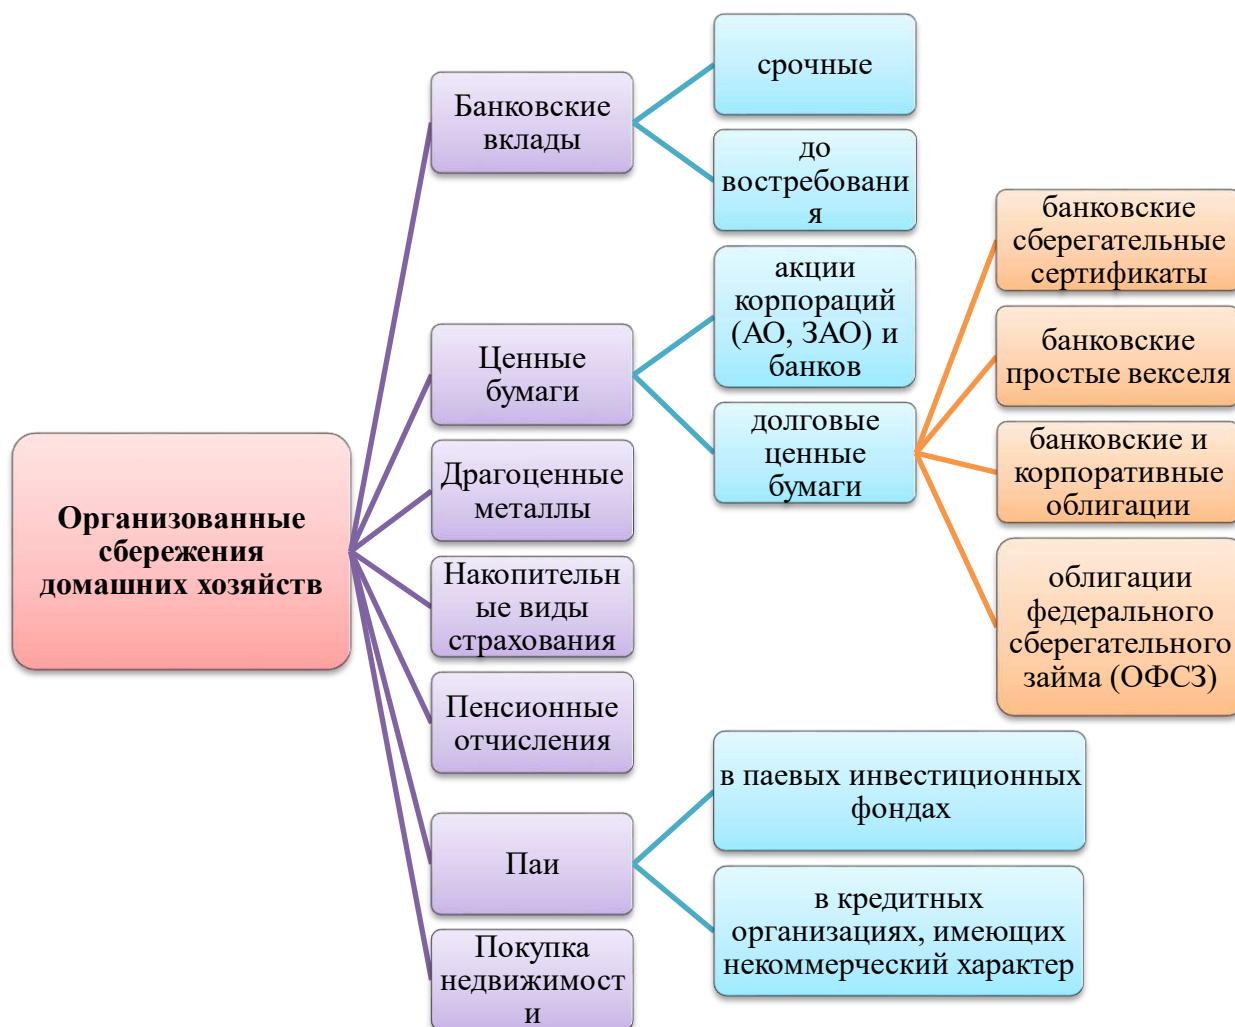 Организованные
сбережения
домашних хозяйств
Банковские
вклады
срочные
до
востребовани
я
Ценные
бумаги
акции
корпораций
(АО, ЗАО) и
банков
долговые
ценные
бумаги
банковские
сберегательные
сертификаты
банковские
простые векселя
банковские и
корпоративные
облигации
облигации
федерального
сберегательного
займа (ОФСЗ)
Драгоценные
металлы
Накопительн
ые виды
страхования
Пенсионные
отчисления
Паи
в паевых инвестиционных
фондах
в кредитных
организациях, имеющих
некоммерческий характер
Покупка
недвижимост
и